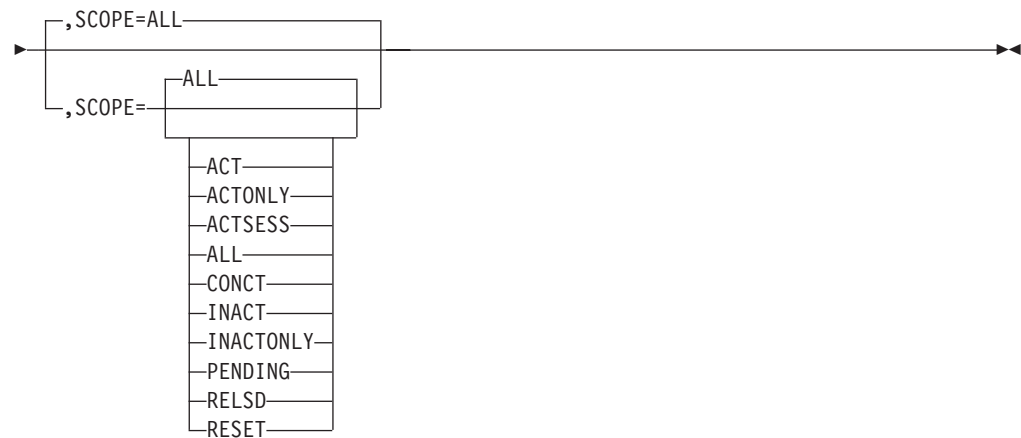 ,SCOPE=ALL
ALL
,SCOPE=
ACT
ACTONLY
ACTSESS
ALL
CONCT
INACT
INACTONLY
PENDING
RELSD
RESET